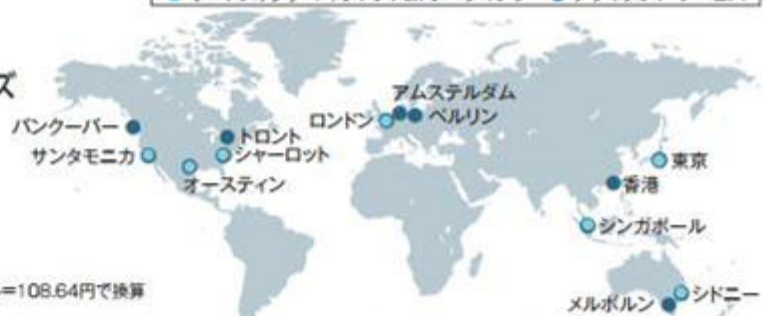 ズ
アムステルダム
ロンドン
ベルリン
バンクーバー
トロント
サンタモニカ
シャーロット
オースティン
東京
香港
シンガポール
=108.64円で換算
シドニー
メルボルン